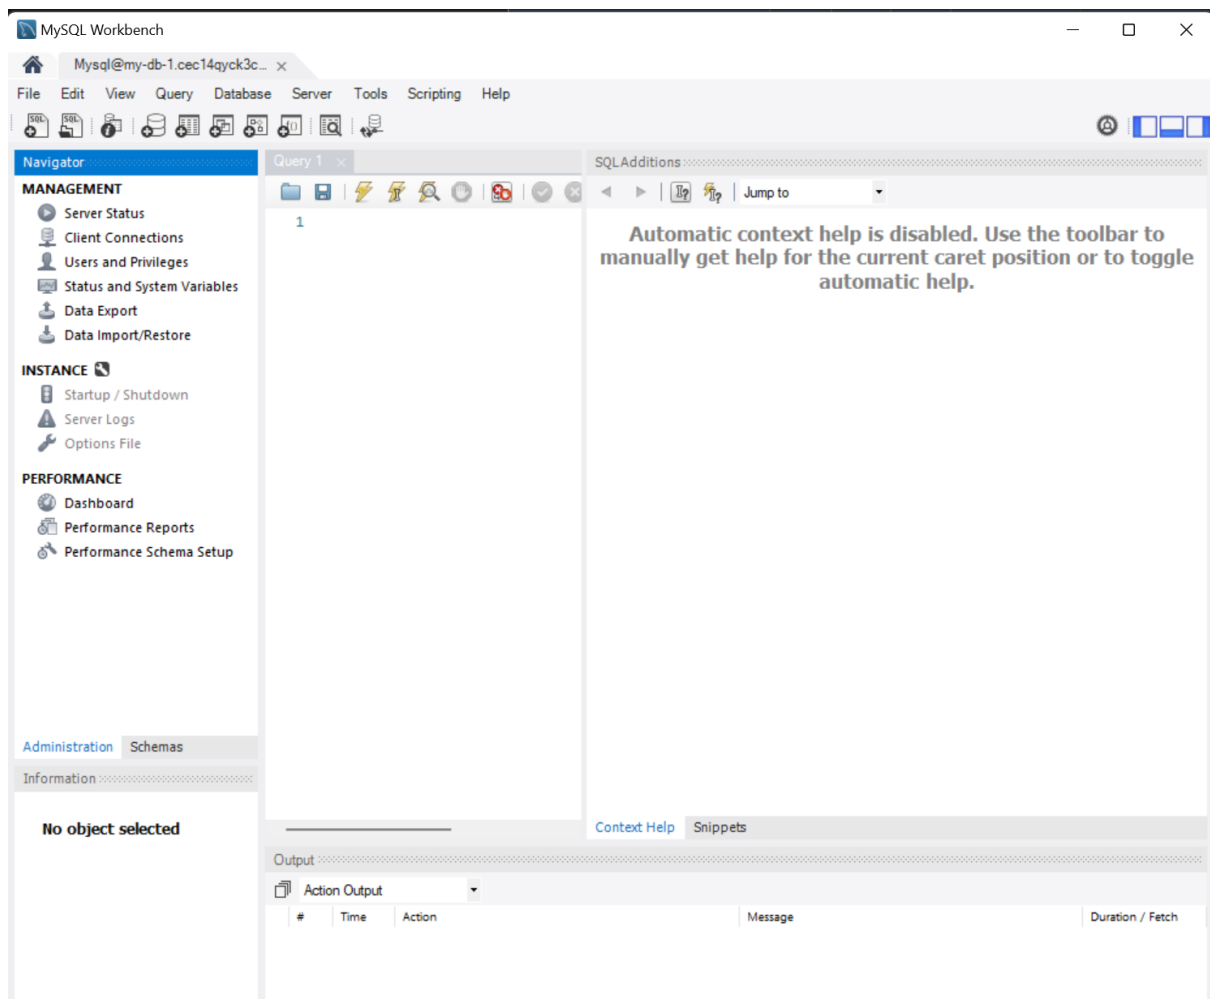 MySQL Workbench
Mysql@my-db-1.cec14qyck3c...
File Edit View Query Database Server Tools Scripting Help
Navigator
MANAGEMENT
Server Status
Client Connections
Users and Privileges
Status and System Variables
Data Export
Data Import/Restore
INSTANCE
Startup / Shutdown
Server Logs
Options File
PERFORMANCE
Dashboard
Performance Reports
Performance Schema Setup
Administration Schemas
Information
No object selected
Query 1
1
SQLAdditions
Jump to
Automatic context help is disabled. Use the toolbar to
manually get help for the current caret position or to toggle
automatic help.
Context Help Snippets
Output
Action Output
# Time Action Message Duration / Fetch